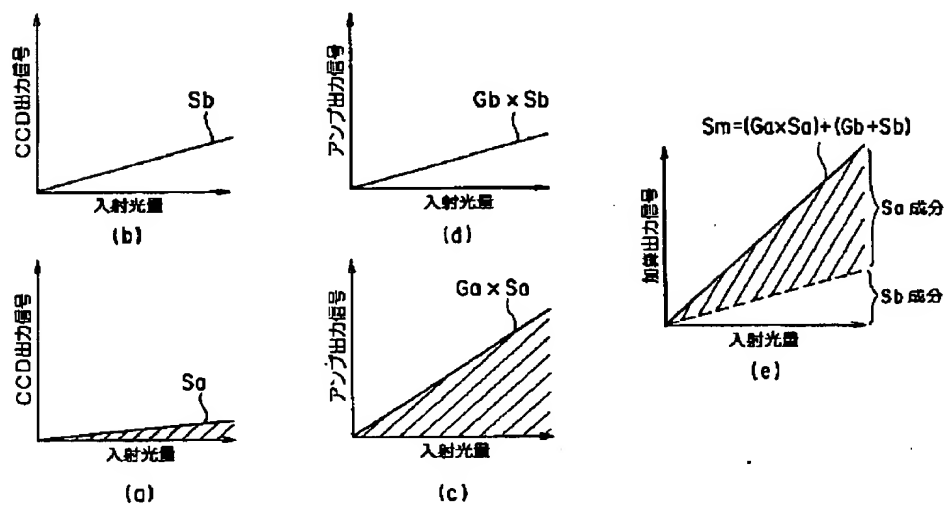 CCD出力信号
Sb
入射光量
(b)
アンプ出力信号
Gb × Sb
入射光量
(d)
CCD出力信号
Sa
入射光量
(a)
アンプ出力信号
Ga × Sa
入射光量
(c)
Sm=(Ga×Sa)+(Gb+Sb)
加算出力信号
Sa 成分
Sb 成分
入射光量
(e)